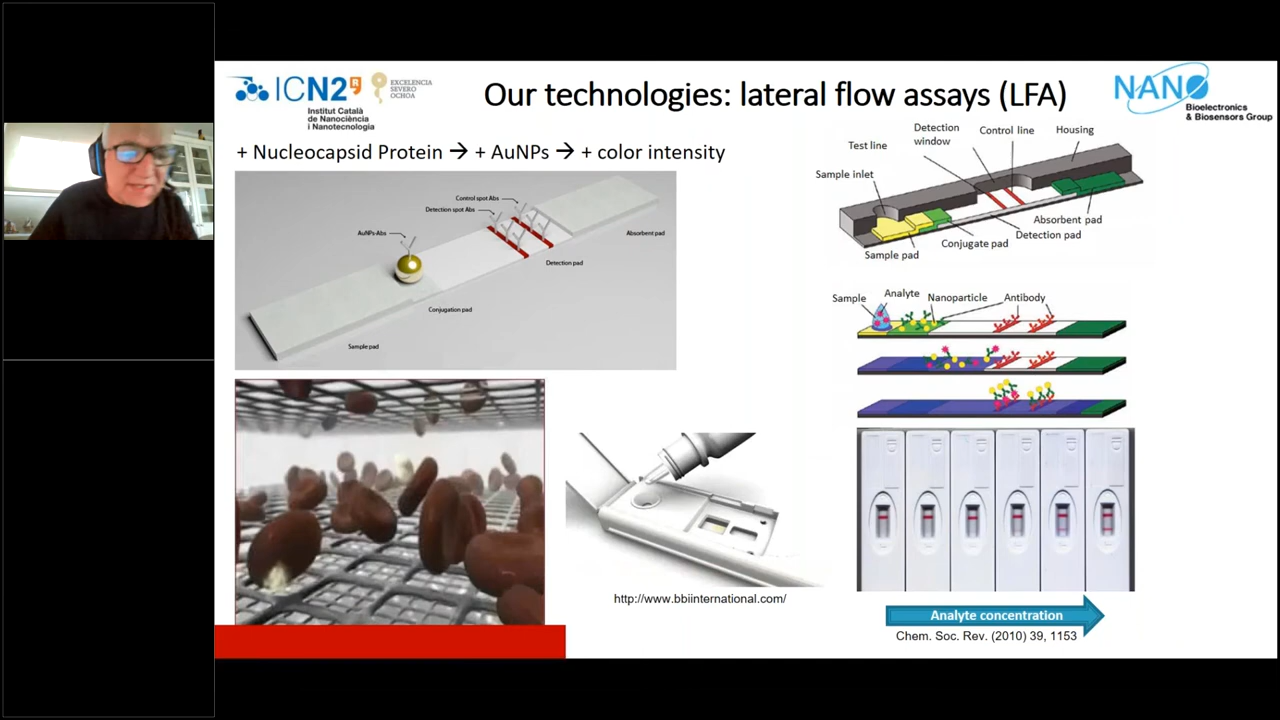 ICN2
Institut Català
de Nanociència
i Nanotecnologia
EXCELENCIA
SEVERO
OCHOA
Our technologies: lateral flow assays (LFA)
NANO
Bioelectronics
& Biosensors Group
+ Nucleocapsid Protein → + AuNPs → + color intensity
Control spot Abs
Detection spot Abs
AuNPs-Abs
Absorbent pad
Detection pad
Conjugation pad
Sample pad
Detection
window
Control line
Housing
Test line
Sample inlet
Absorbent pad
Detection pad
Conjugate pad
Sample pad
Sample
Analyte
Nanoparticle
Antibody
http://www.bbiinternational.com/
Analyte concentration
Chem. Soc. Rev. (2010) 39, 1153